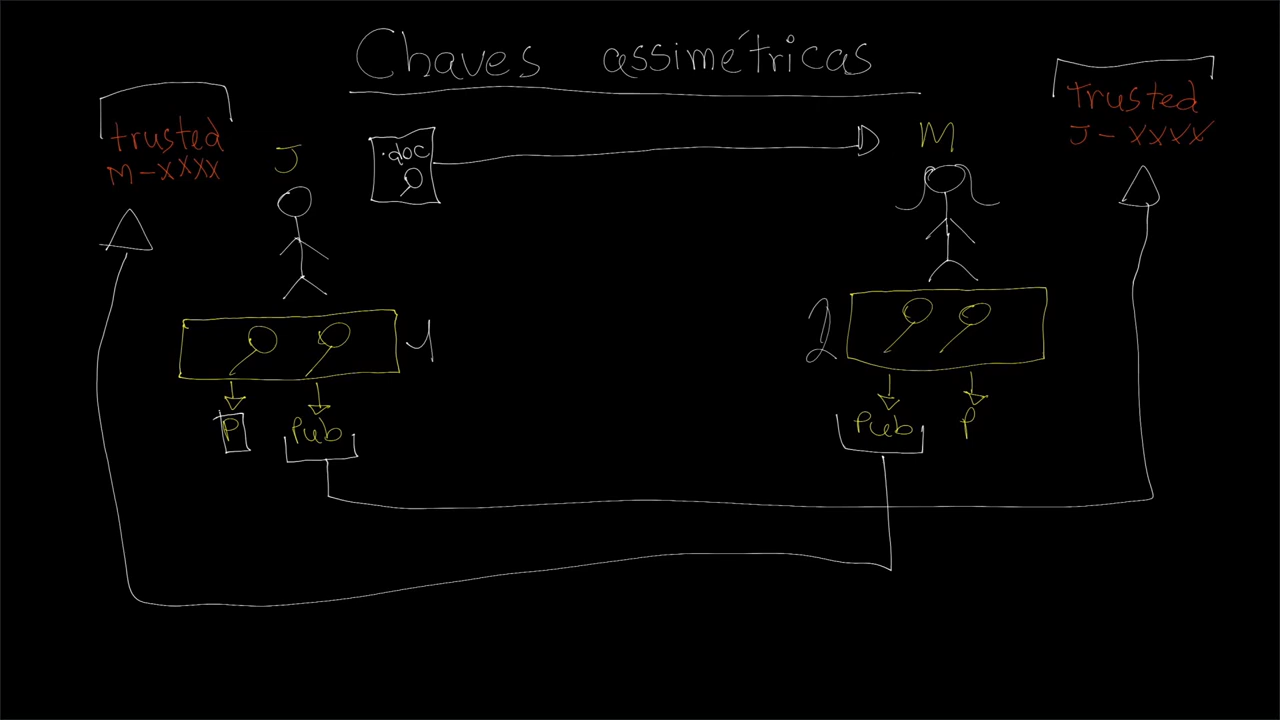 Chaves assimétricas
trusted
M-XXXX
J
.doc
M
Trusted
J-XXXX
1
2
P
Pub
Pub
P